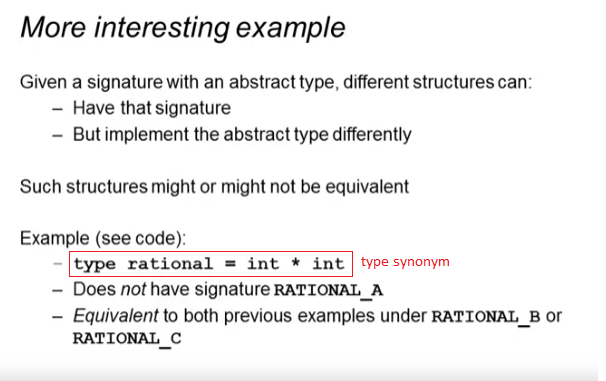 More interesting example
Given a signature with an abstract type, different structures can:
– Have that signature
– But implement the abstract type differently
Such structures might or might not be equivalent
Example (see code):
– type rational = int * int type synonym
– Does not have signature RATIONAL_A
– Equivalent to both previous examples under RATIONAL_B or
RATIONAL_C